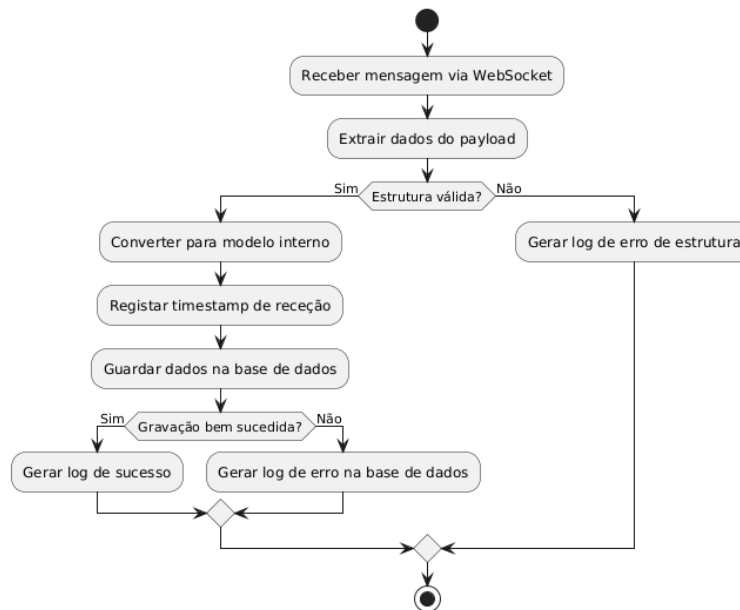 Receber mensagem via WebSocket
Extrair dados do payload
Sim
Estrutura válida?
Não
Converter para modelo interno
Gerar log de erro de estrutura
Registar timestamp de receção
Guardar dados na base de dados
Sim
Gravação bem sucedida?
Não
Gerar log de sucesso
Gerar log de erro na base de dados